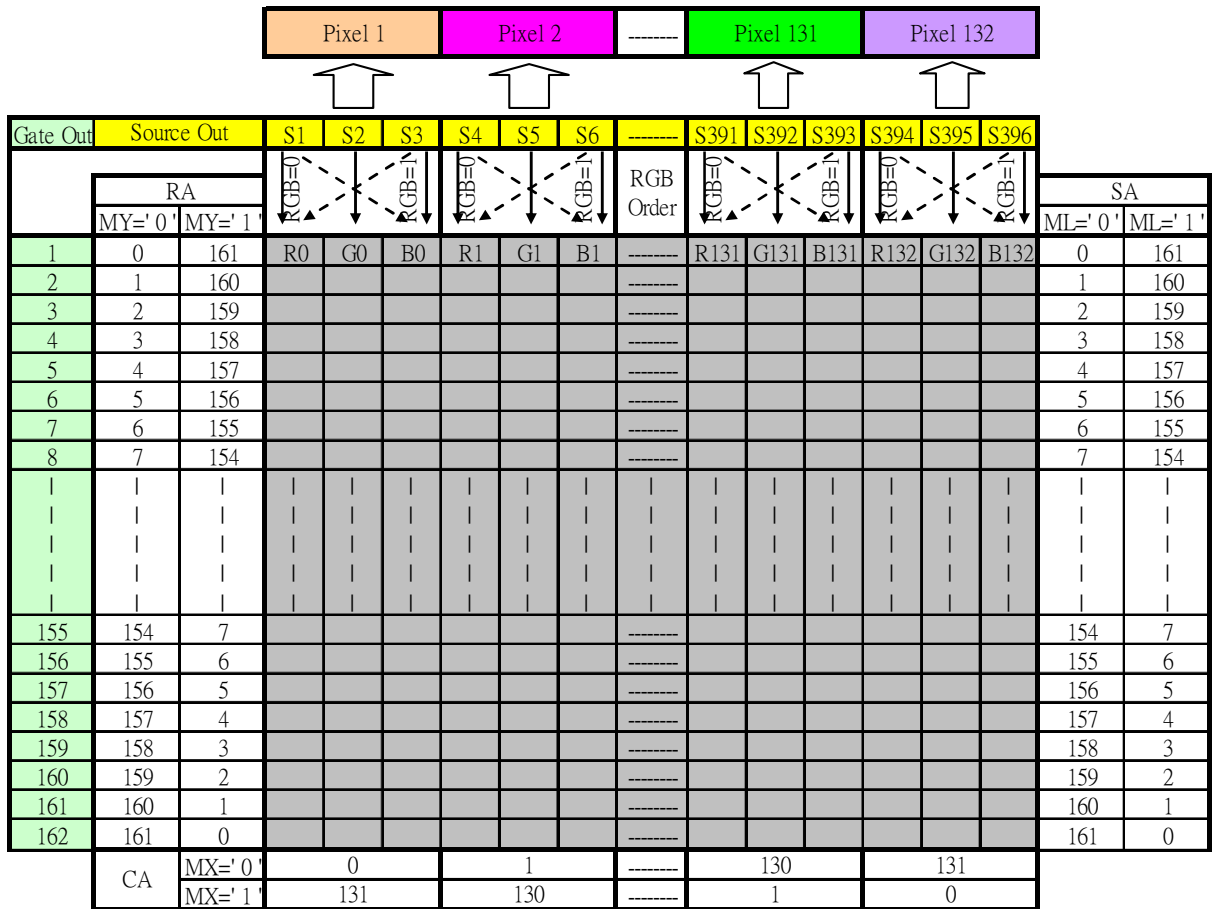 Pixel 1 Pixel 2 -------- Pixel 131 Pixel 132
Gate Out Source Out S1 S2 S3 S4 S5 S6 -------- S391 S392 S393 S394 S395 S396
RGB=0 RGB=1 RGB=0 RGB=1 RGB Order RGB=0 RGB=1 RGB=0 RGB=1
RA SA
MY=' 0 ' MY=' 1 ' ML=' 0 ' ML=' 1 '
1 0 161 R0 G0 B0 R1 G1 B1 -------- R131 G131 B131 R132 G132 B132 0 161
2 1 160 -------- 1 160
3 2 159 -------- 2 159
4 3 158 -------- 3 158
5 4 157 -------- 4 157
6 5 156 -------- 5 156
7 6 155 -------- 6 155
8 7 154 -------- 7 154
| | | | | | | | | | | | | | | | | |
| | | | | | | | | | | | | | | | | |
| | | | | | | | | | | | | | | | | |
| | | | | | | | | | | | | | | | | |
| | | | | | | | | | | | | | | | | |
155 154 7 -------- 154 7
156 155 6 -------- 155 6
157 156 5 -------- 156 5
158 157 4 -------- 157 4
159 158 3 -------- 158 3
160 159 2 -------- 159 2
161 160 1 -------- 160 1
162 161 0 -------- 161 0
CA MX=' 0 ' 0 1 -------- 130 131
MX=' 1 ' 131 130 -------- 1 0